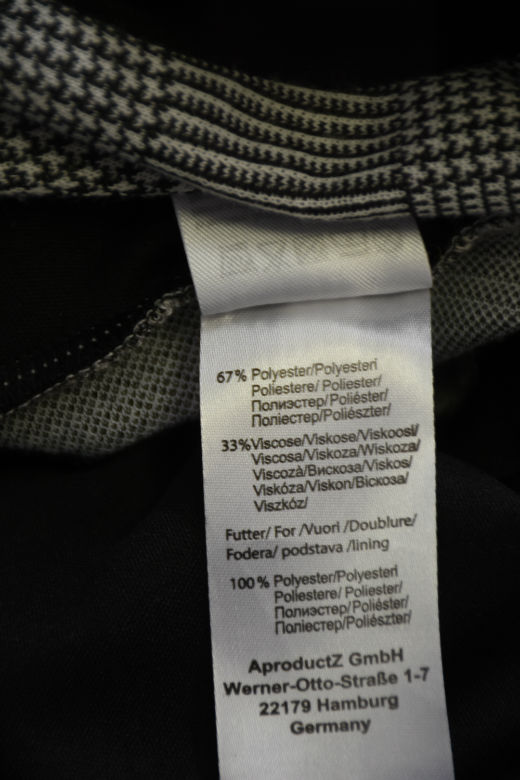 67% Polyester/Polyesteri
Poliestere/ Poliester/
Полиэстер/Poliéster/
Поліестер/Poliészter/
33%Viscose/Viskose/Viskoosi/
Viscosa/Viskoza/Wiskoza/
Viscozà/Вискоза/Viskos/
Viskóza/Viskon/Віскоза/
Viszkóz/
Futter/ For /Vuori /Doublure/
Fodera/ podstava /lining
100% Polyester/Polyesteri
Poliestere/ Poliester/
Полиэстер/Poliéster/
Поліестер/Poliészter/
AproductZ GmbH
Werner-Otto-Straße 1-7
22179 Hamburg
Germany